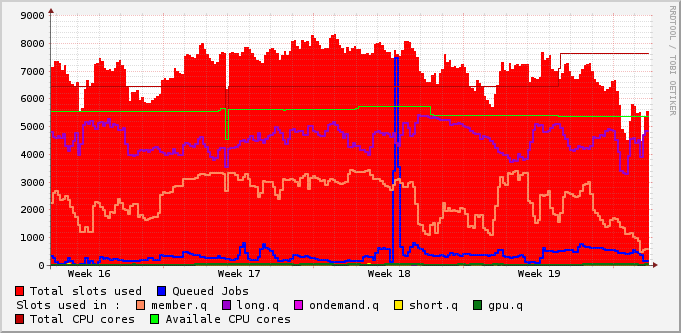 9000
8000
7000
6000
5000
4000
3000
2000
1000
0
Week 16 Week 17 Week 18 Week 19
RRDTOOL / TOBI OETIKER
Total slots used Queued Jobs
Slots used in : member.q long.q ondemand.q short.q gpu.q
Total CPU cores Availale CPU cores